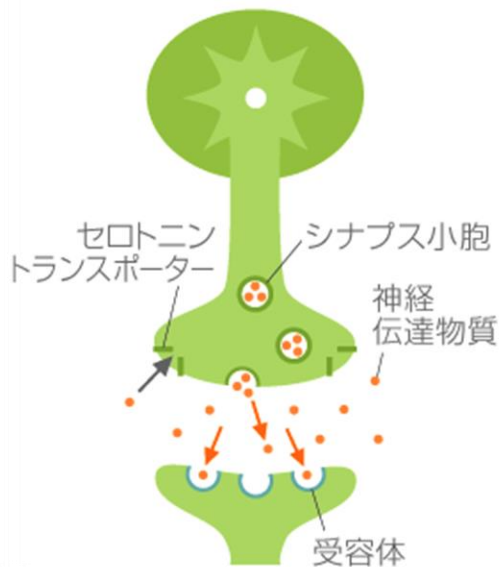 セロトニン
トランスポーター
シナプス小胞
神経
伝達物質
受容体